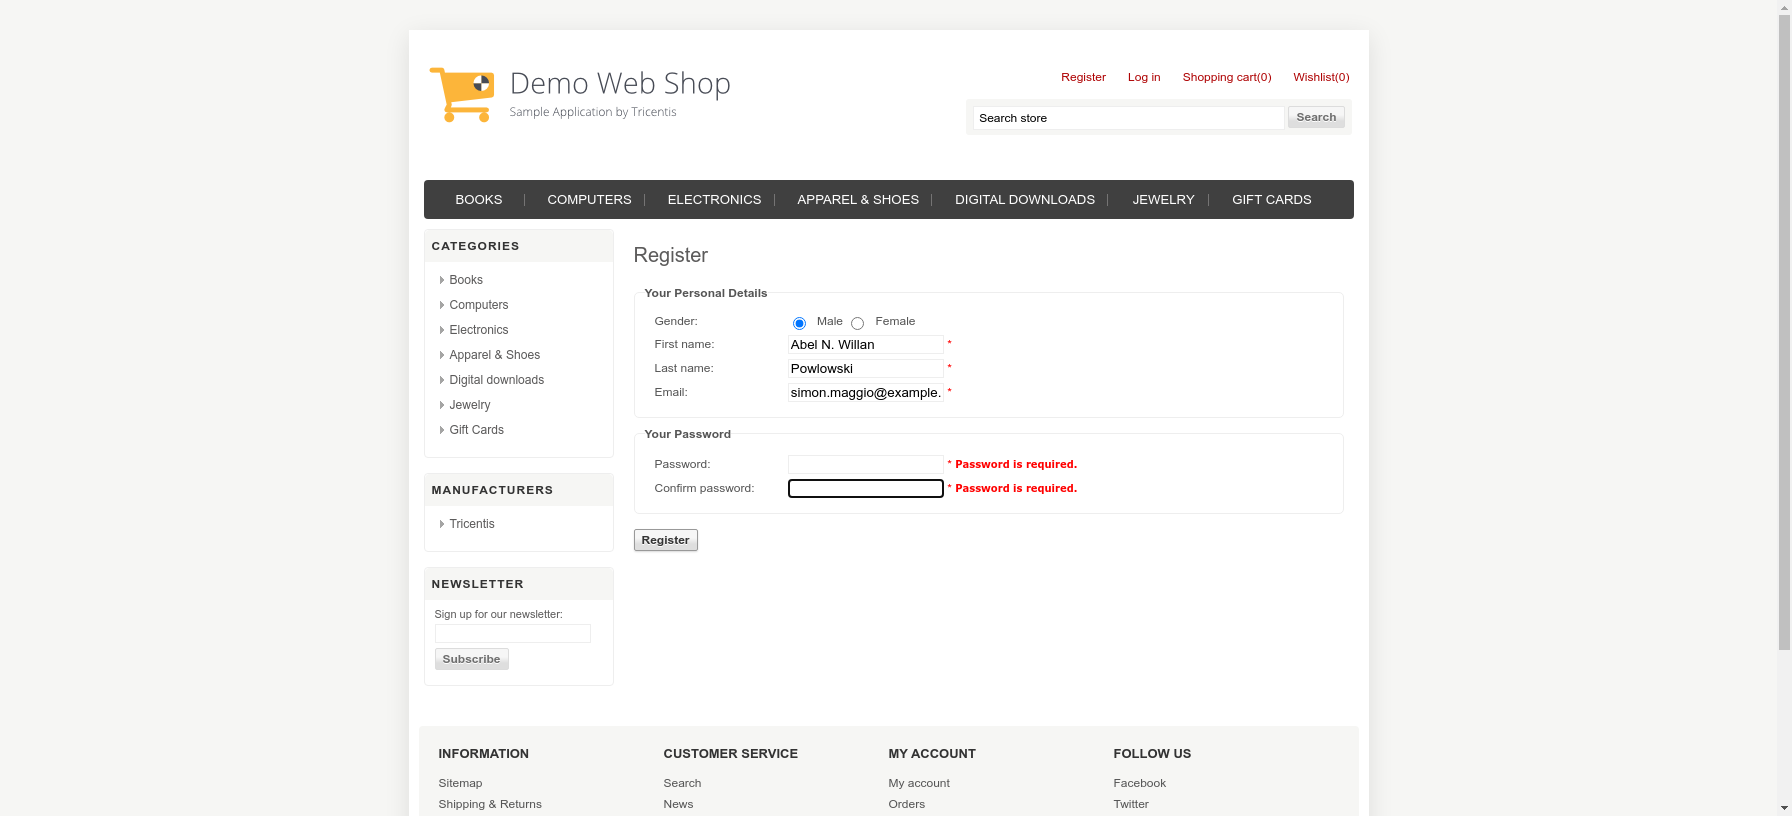 Demo Web Shop
Sample Application by Tricentis
Register Log in Shopping cart(0) Wishlist(0)
Search store Search
BOOKS COMPUTERS ELECTRONICS APPAREL & SHOES DIGITAL DOWNLOADS JEWELRY GIFT CARDS
CATEGORIES
Books
Computers
Electronics
Apparel & Shoes
Digital downloads
Jewelry
Gift Cards
MANUFACTURERS
Tricentis
NEWSLETTER
Sign up for our newsletter:
Subscribe
Register
Your Personal Details
Gender: Male Female
First name: Abel N. Willan *
Last name: Powlowski *
Email: simon.maggio@example. *
Your Password
Password: * Password is required.
Confirm password: * Password is required.
Register
INFORMATION
Sitemap
Shipping & Returns
CUSTOMER SERVICE
Search
News
MY ACCOUNT
My account
Orders
FOLLOW US
Facebook
Twitter